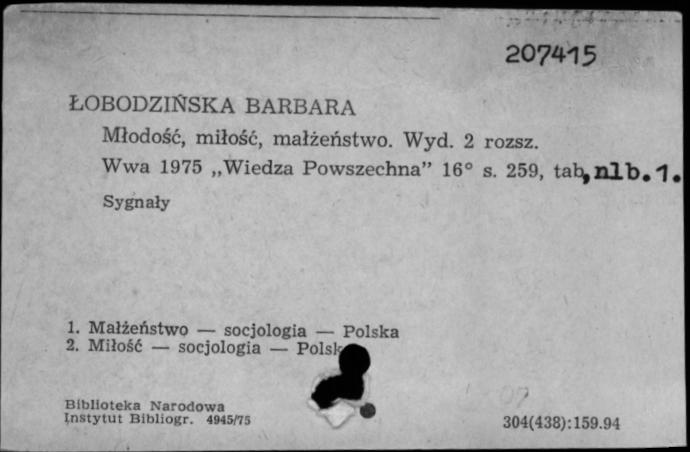 207415
ŁOBODZIŃSKA BARBARA
Młodość, miłość, małżeństwo. Wyd. 2 rozsz.
Wwa 1975 „Wiedza Powszechna” 16° s. 259, tab, nlb. 1.
Sygnały
1. Małżeństwo — socjologia — Polska
2. Miłość — socjologia — Polsk
Biblioteka Narodowa
Instytut Bibliogr. 4945/75
304(438):159.94